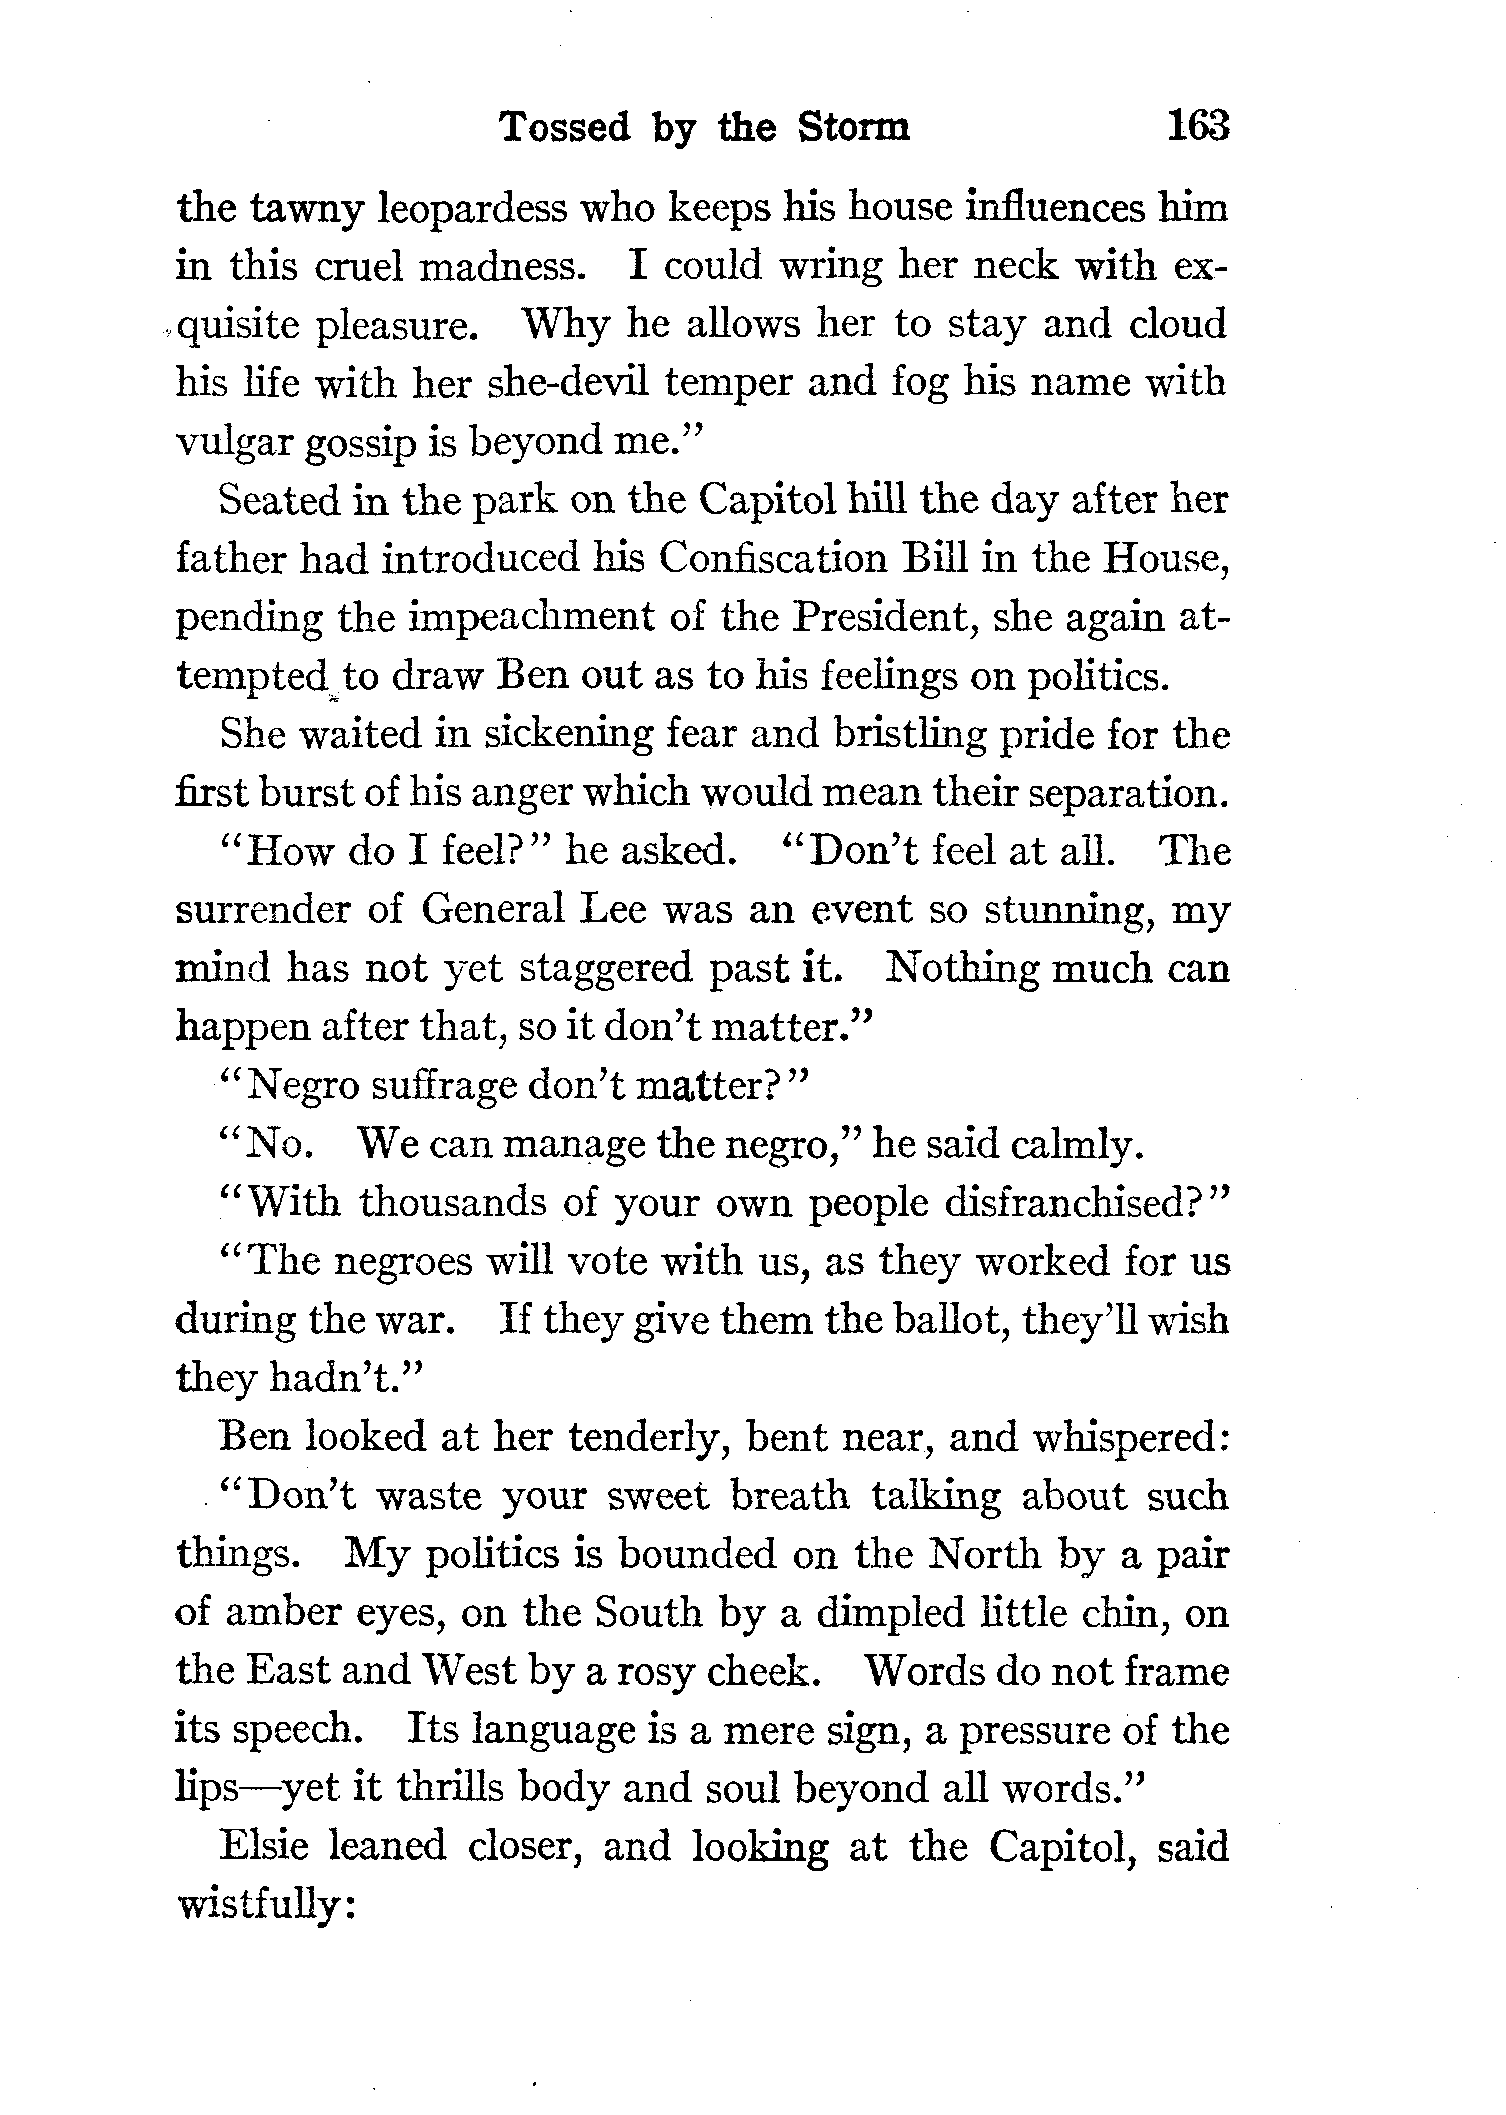 Tossed by the Storm 163
the tawny leopardess who keeps his house influences him
in this cruel madness. I could wring her neck with ex-
quisite pleasure. Why he allows her to stay and cloud
his life with her she-devil temper and fog his name with
vulgar gossip is beyond me.”
Seated in the park on the Capitol hill the day after her
father had introduced his Confiscation Bill in the House,
pending the impeachment of the President, she again at-
tempted to draw Ben out as to his feelings on politics.
She waited in sickening fear and bristling pride for the
first burst of his anger which would mean their separation.
“How do I feel?” he asked. “Don’t feel at all. The
surrender of General Lee was an event so stunning, my
mind has not yet staggered past it. Nothing much can
happen after that, so it don’t matter.”
“Negro suffrage don’t matter?”
“No. We can manage the negro,” he said calmly.
“With thousands of your own people disfranchised?”
“The negroes will vote with us, as they worked for us
during the war. If they give them the ballot, they’ll wish
they hadn’t.”
Ben looked at her tenderly, bent near, and whispered:
“Don’t waste your sweet breath talking about such
things. My politics is bounded on the North by a pair
of amber eyes, on the South by a dimpled little chin, on
the East and West by a rosy cheek. Words do not frame
its speech. Its language is a mere sign, a pressure of the
lips—yet it thrills body and soul beyond all words.”
Elsie leaned closer, and looking at the Capitol, said
wistfully: